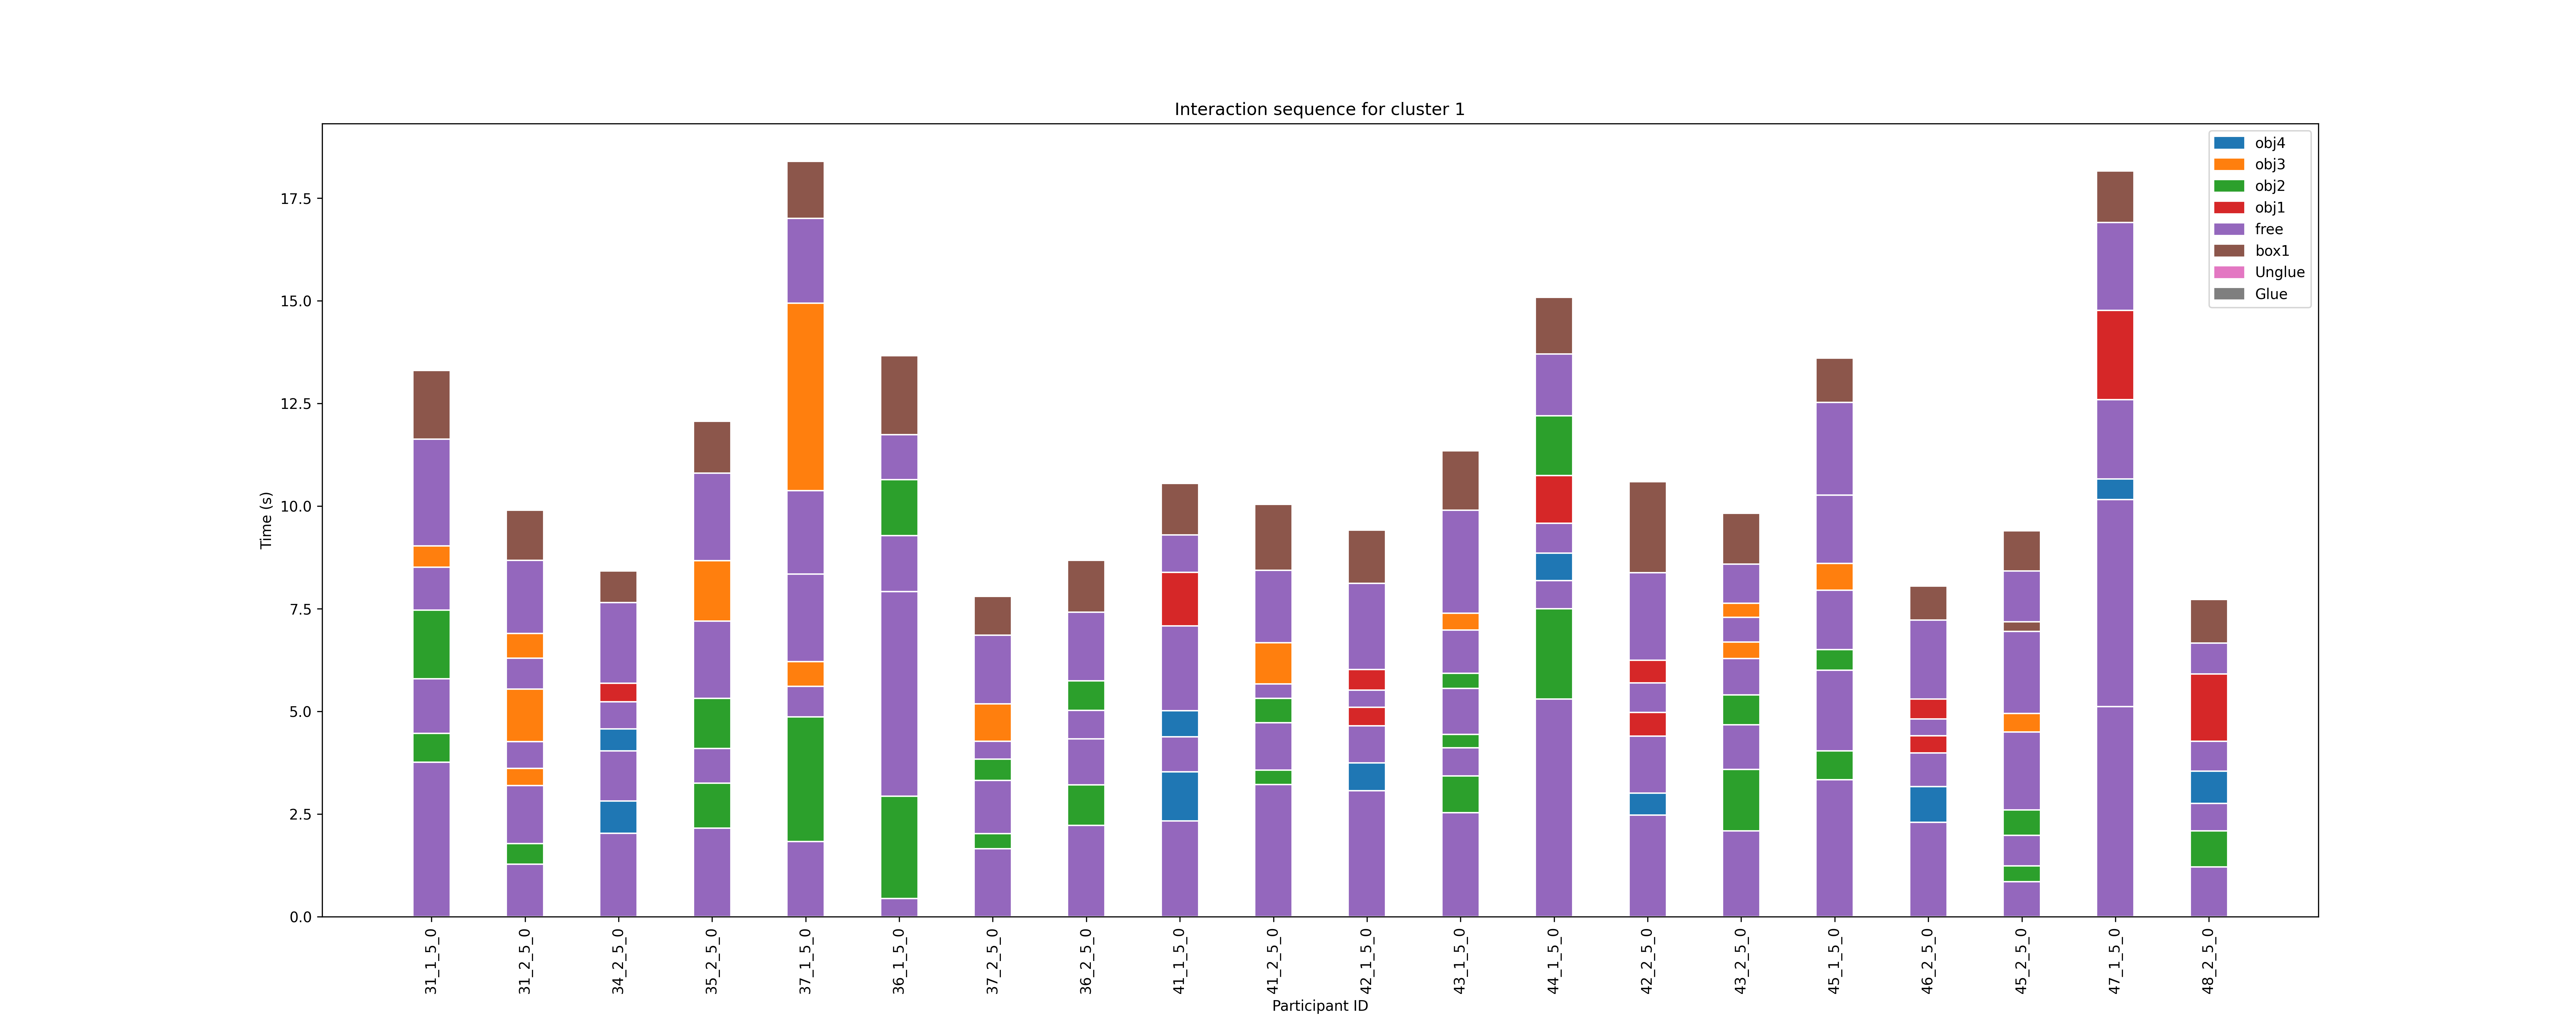 Interaction sequence for cluster 1
obj4
obj3
obj2
obj1
free
box1
Unglue
Glue
Time (s)
17.5
15.0
12.5
10.0
7.5
5.0
2.5
0.0
31_1_5_0
31_2_5_0
34_2_5_0
35_2_5_0
37_1_5_0
36_1_5_0
37_2_5_0
36_2_5_0
41_1_5_0
41_2_5_0
42_1_5_0
43_1_5_0
44_1_5_0
42_2_5_0
43_2_5_0
45_1_5_0
46_2_5_0
45_2_5_0
47_1_5_0
48_2_5_0
Participant ID